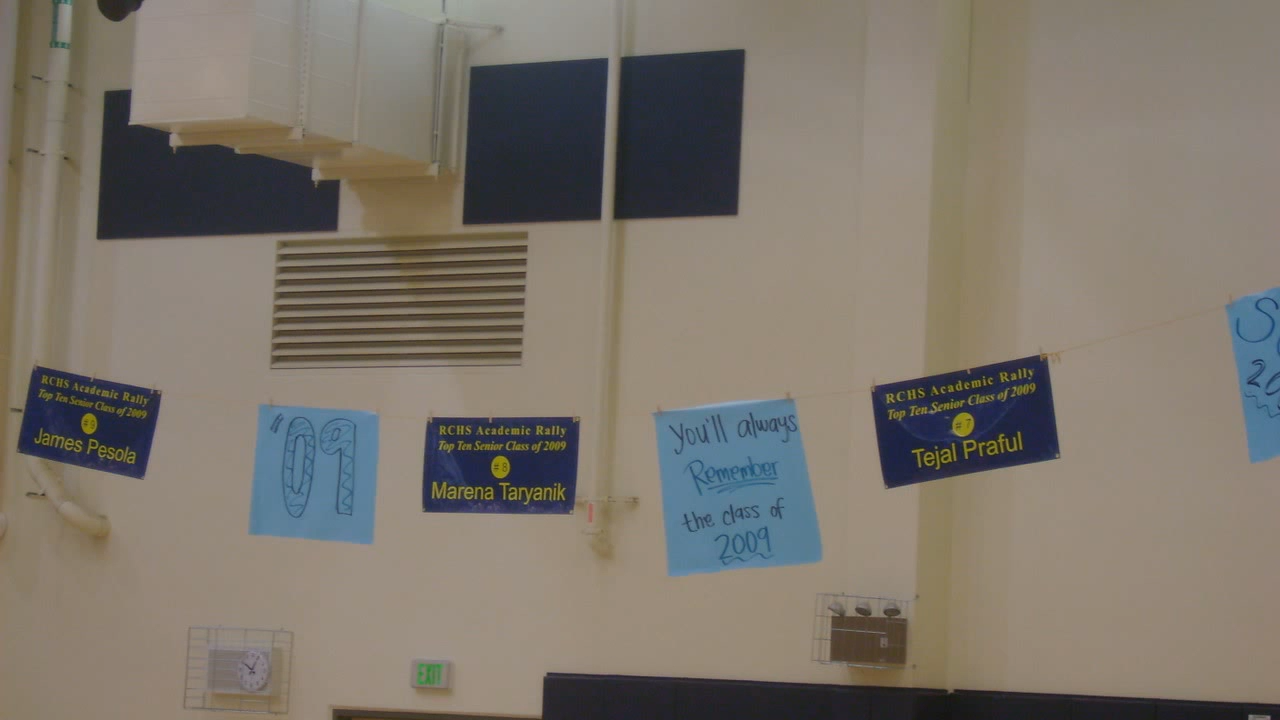 RCHS Academic Rally
Top Ten Senior Class of 2009
#9
James Pesola
'09
RCHS Academic Rally
Top Ten Senior Class of 2009
#8
Marena Taryanik
You'll always
Remember
the class of
2009
RCHS Academic Rally
Top Ten Senior Class of 2009
#7
Tejal Praful
EXIT